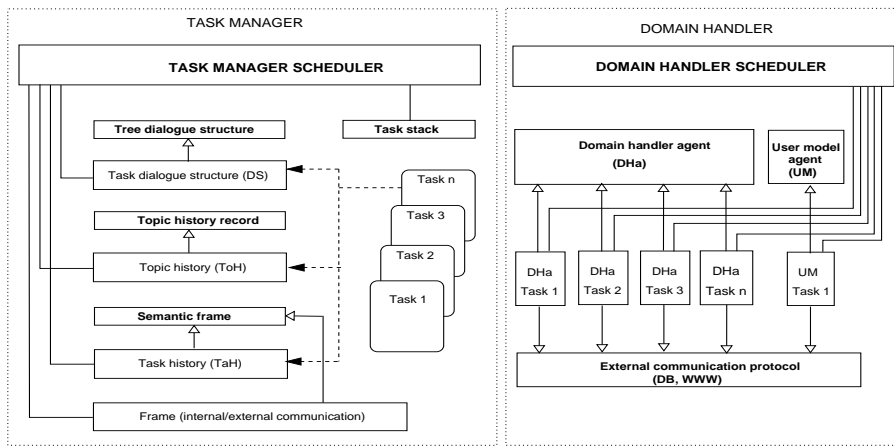 TASK MANAGER
TASK MANAGER SCHEDULER
Tree dialogue structure
Task stack
Task dialogue structure (DS)
Task n
Topic history record
Task 3
Task 2
Topic history (ToH)
Task 1
Semantic frame
Task history (TaH)
Frame (internal/external communication)
DOMAIN HANDLER
DOMAIN HANDLER SCHEDULER
Domain handler agent
(DHa)
User model
agent
(UM)
DHa
Task 1
DHa
Task 2
DHa
Task 3
DHa
Task n
UM
Task 1
External communication protocol
(DB, WWW)